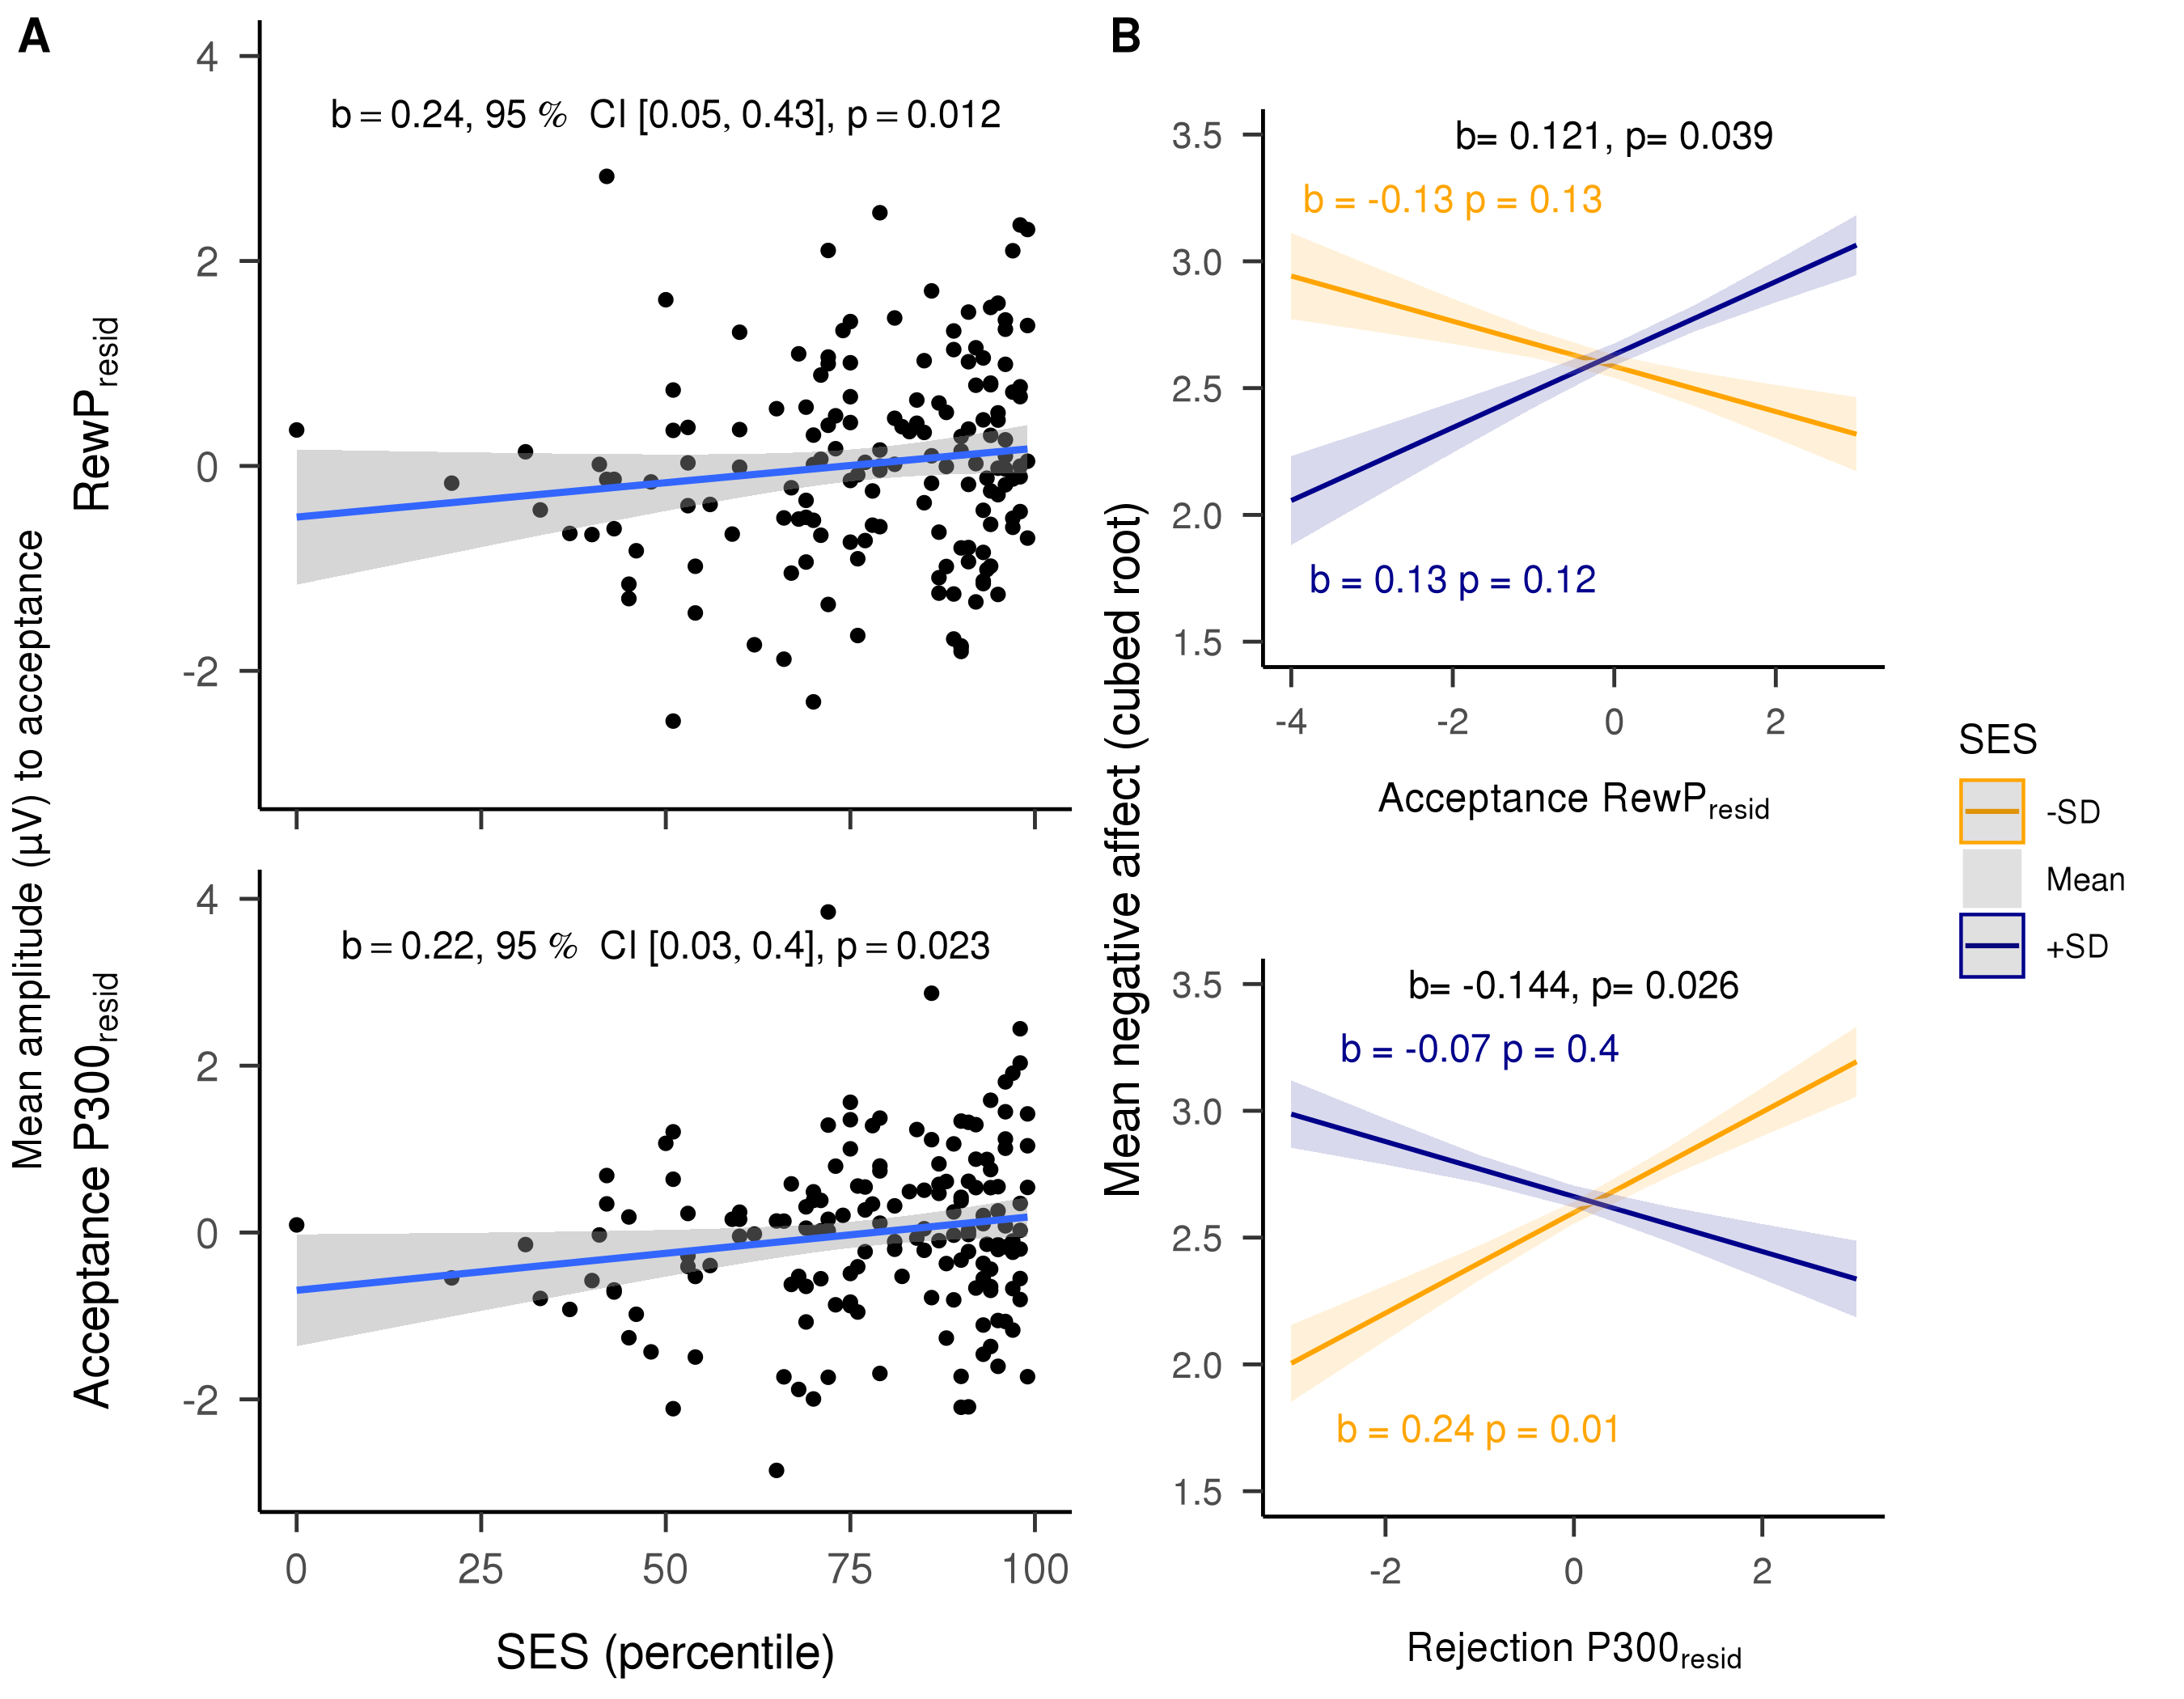 A
Mean amplitude (µV) to acceptance
RewPresid
4
2
0
-2
b = 0.24, 95 % CI [0.05, 0.43], p = 0.012
Acceptance P300resid
4
2
0
-2
b = 0.22, 95 % CI [0.03, 0.4], p = 0.023
0 25 50 75 100
SES (percentile)
B
Mean negative affect (cubed root)
3.5
3.0
2.5
2.0
1.5
b= 0.121, p= 0.039
b = -0.13 p = 0.13
b = 0.13 p = 0.12
-4 -2 0 2
Acceptance RewPresid
3.5
3.0
2.5
2.0
1.5
b= -0.144, p= 0.026
b = -0.07 p = 0.4
b = 0.24 p = 0.01
-2 0 2
Rejection P300resid
SES
-SD
Mean
+SD